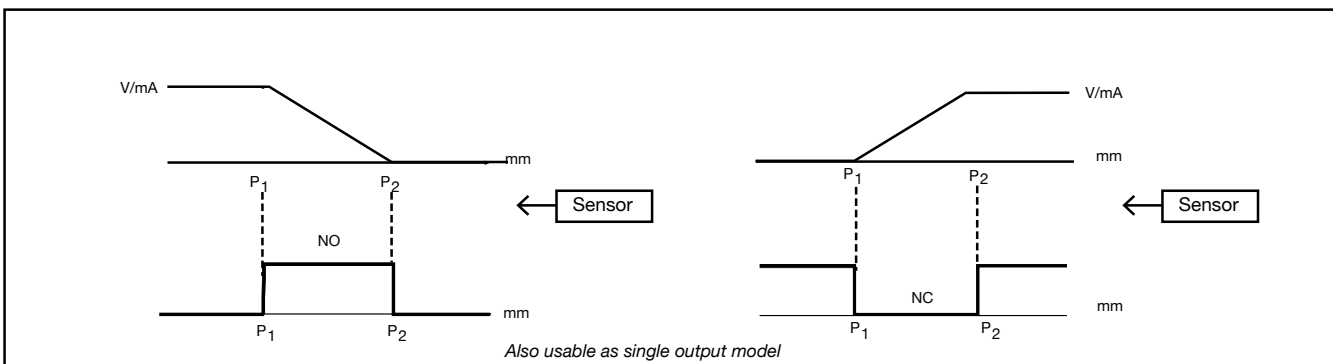 V/mA
mm
P1 P2
Sensor
NO
mm
P1 P2
V/mA
mm
P1 P2
Sensor
NC
mm
P1 P2
Also usable as single output model